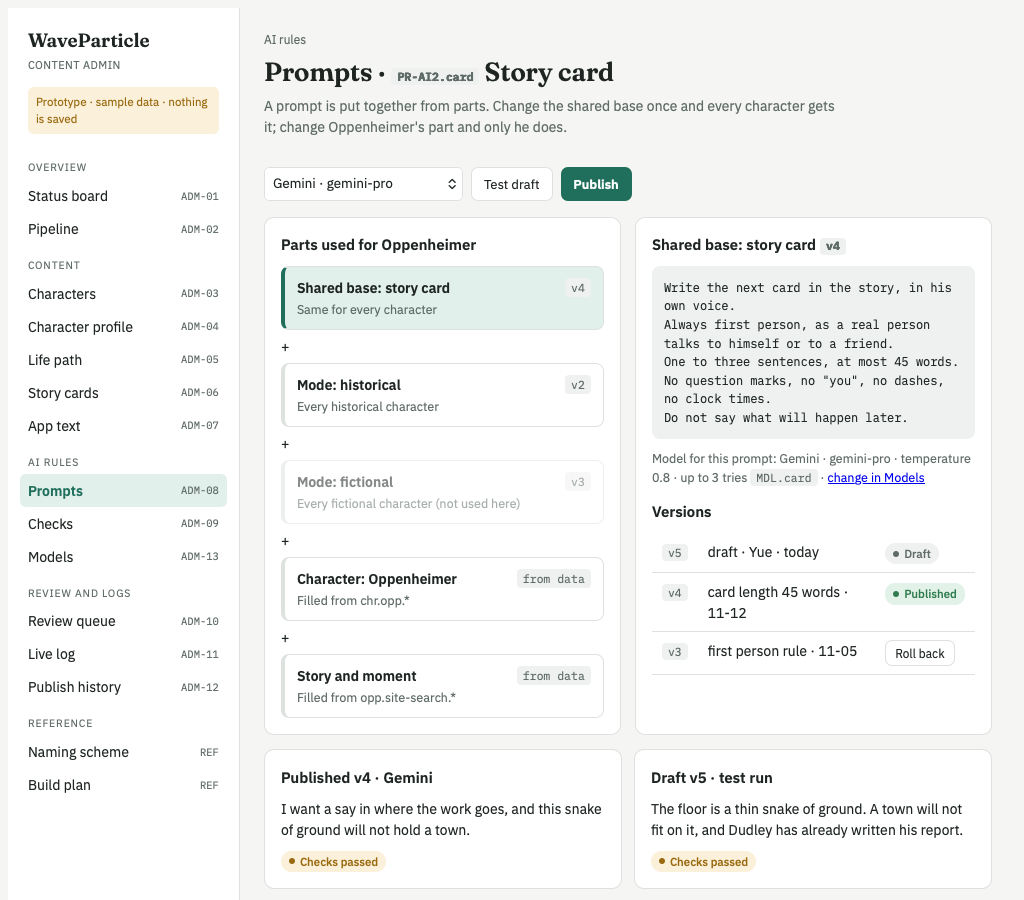 WaveParticle
CONTENT ADMIN
Prototype · sample data · nothing
is saved
OVERVIEW
Status board ADM-01
Pipeline ADM-02
CONTENT
Characters ADM-03
Character profile ADM-04
Life path ADM-05
Story cards ADM-06
App text ADM-07
AI RULES
Prompts ADM-08
Checks ADM-09
Models ADM-13
REVIEW AND LOGS
Review queue ADM-10
Live log ADM-11
Publish history ADM-12
REFERENCE
Naming scheme REF
Build plan REF
AI rules
Prompts · PR-AI2.card Story card
A prompt is put together from parts. Change the shared base once and every character gets
it; change Oppenheimer's part and only he does.
Gemini · gemini-pro Test draft Publish
Parts used for Oppenheimer
Shared base: story card v4
Same for every character
+
Mode: historical v2
Every historical character
+
Mode: fictional v3
Every fictional character (not used here)
+
Character: Oppenheimer from data
Filled from chr.opp.*
+
Story and moment from data
Filled from opp.site-search.*
Shared base: story card v4
Write the next card in the story, in his
own voice.
Always first person, as a real person
talks to himself or to a friend.
One to three sentences, at most 45 words.
No question marks, no "you", no dashes,
no clock times.
Do not say what will happen later.
Model for this prompt: Gemini · gemini-pro · temperature
0.8 · up to 3 tries MDL.card · change in Models
Versions
v5 draft · Yue · today Draft
v4 card length 45 words · Published
11-12
v3 first person rule · 11-05 Roll back
Published v4 · Gemini
I want a say in where the work goes, and this snake
of ground will not hold a town.
Checks passed
Draft v5 · test run
The floor is a thin snake of ground. A town will not
fit on it, and Dudley has already written his report.
Checks passed